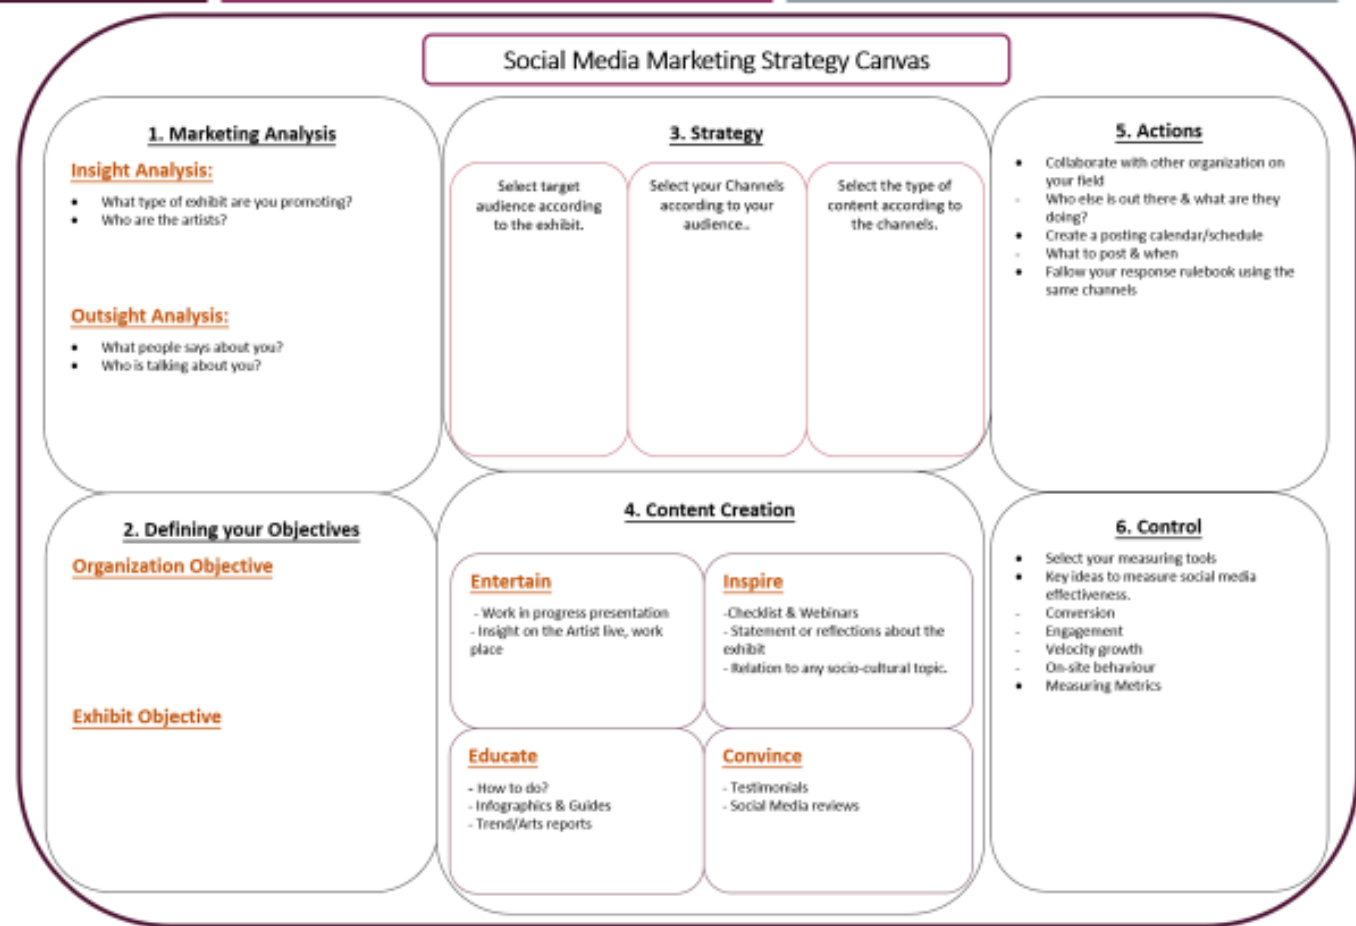 Social Media Marketing Strategy Canvas
1. Marketing Analysis
Insight Analysis:
• What type of exhibit are you promoting?
• Who are the artists?
Outsight Analysis:
• What people says about you?
• Who is talking about you?
2. Defining your Objectives
Organization Objective
Exhibit Objective
3. Strategy
Select target
audience according
to the exhibit.
Select your Channels
according to your
audience..
Select the type of
content according to
the channels.
4. Content Creation
Entertain
- Work in progress presentation
- Insight on the Artist live, work
place
Inspire
-Checklist & Webinars
- Statement or reflections about the
exhibit
- Relation to any socio-cultural topic.
Educate
- How to do?
- Infographics & Guides
- Trend/Arts reports
Convince
- Testimonials
- Social Media reviews
5. Actions
• Collaborate with other organization on
your field
- Who else is out there & what are they
doing?
• Create a posting calendar/schedule
- What to post & when
• Fallow your response rulebook using the
same channels
6. Control
• Select your measuring tools
• Key ideas to measure social media
effectiveness.
- Conversion
- Engagement
- Velocity growth
- On-site behaviour
• Measuring Metrics